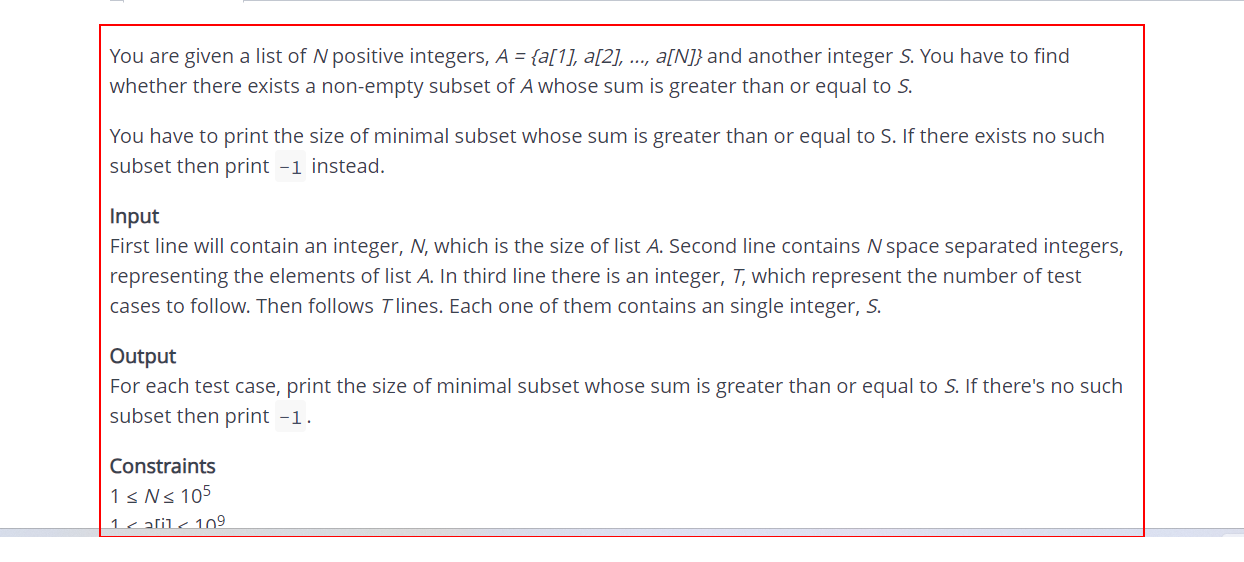 You are given a list of N positive integers, A = {a[1], a[2], ..., a[N]} and another integer S. You have to find
whether there exists a non-empty subset of A whose sum is greater than or equal to S.
You have to print the size of minimal subset whose sum is greater than or equal to S. If there exists no such
subset then print -1 instead.
Input
First line will contain an integer, N, which is the size of list A. Second line contains N space separated integers,
representing the elements of list A. In third line there is an integer, T, which represent the number of test
cases to follow. Then follows T lines. Each one of them contains an single integer, S.
Output
For each test case, print the size of minimal subset whose sum is greater than or equal to S. If there's no such
subset then print -1.
Constraints
1 ≤ N ≤ 10⁵
1 ≤ a[i] ≤ 10⁹